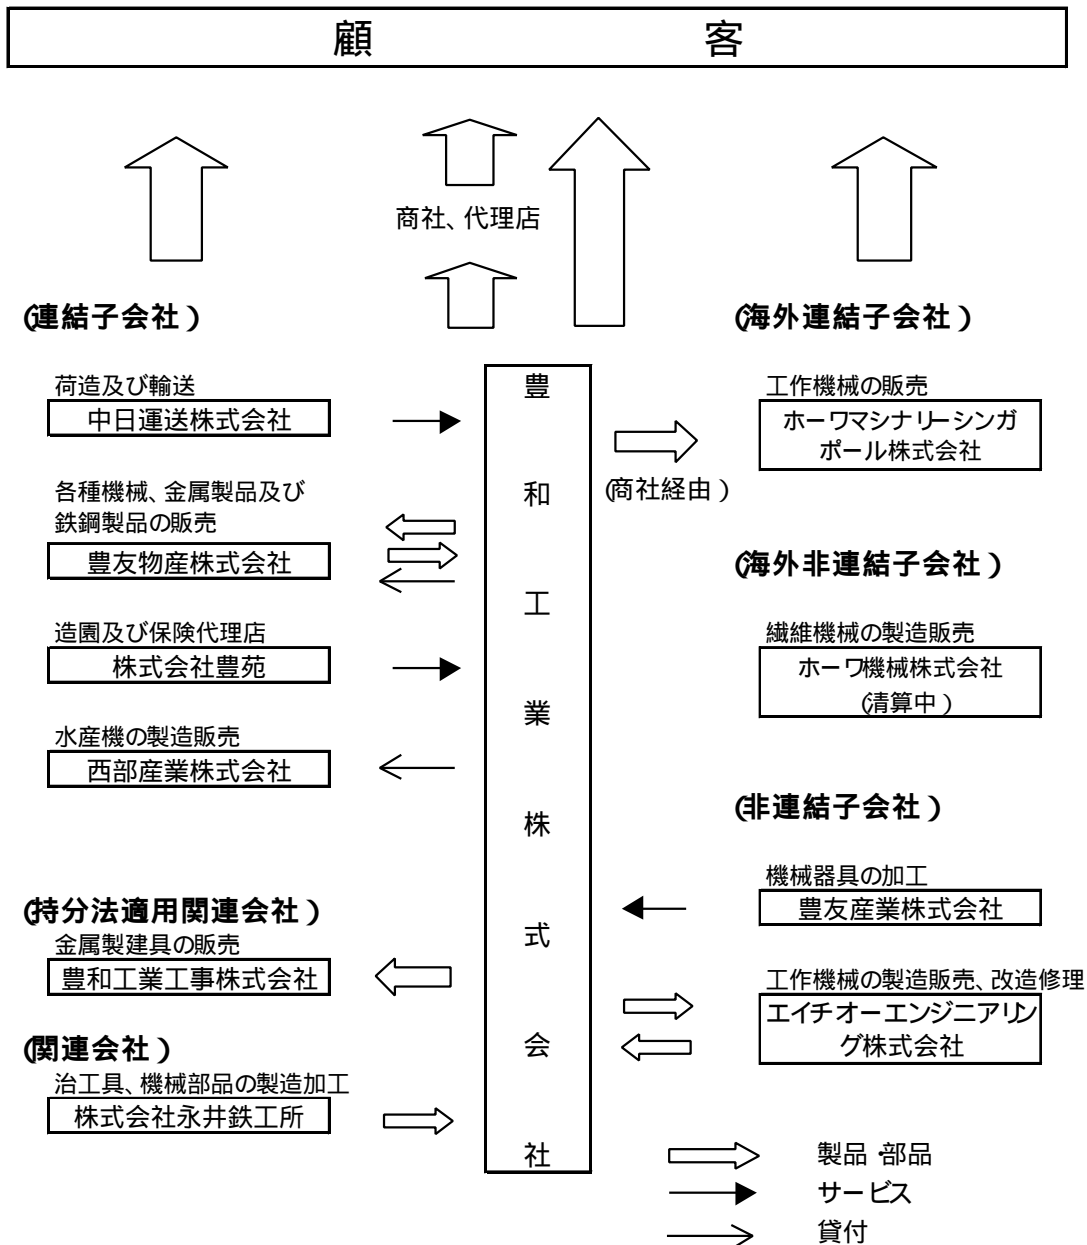 顧客
商社、代理店
(連結子会社)
荷造及び輸送
中日運送株式会社
各種機械、金属製品及び
鉄鋼製品の販売
豊友物産株式会社
造園及び保険代理店
株式会社豊苑
水産機の製造販売
西部産業株式会社
(持分法適用関連会社)
金属製建具の販売
豊和工業工事株式会社
(関連会社)
治工具、機械部品の製造加工
株式会社永井鉄工所
豊和工業株式会社
(商社経由)
(海外連結子会社)
工作機械の販売
ホーワマシナリーシンガ
ポール株式会社
(海外非連結子会社)
繊維機械の製造販売
ホーワ機械株式会社
(清算中)
(非連結子会社)
機械器具の加工
豊友産業株式会社
工作機械の製造販売、改造修理
エイチオーエンジニアリン
グ株式会社
製品・部品
サービス
貸付